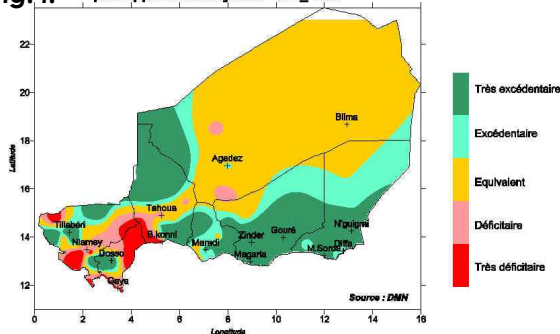 Fig. 1.
22
20
18
16
14
12
Latitude
0
2
4
6
8
10
12
14
16
Longitude
Bilma
Agadez
Tahoua
Tillabéri
Niamey
Dosso
Gaya
B.konni
Maradi
Zinder
Gouré
Magaria
N'guigmi
M.Soroa
Diffa
Source : DMN
Très excédentaire
Excédentaire
Equivalent
Déficitaire
Très déficitaire